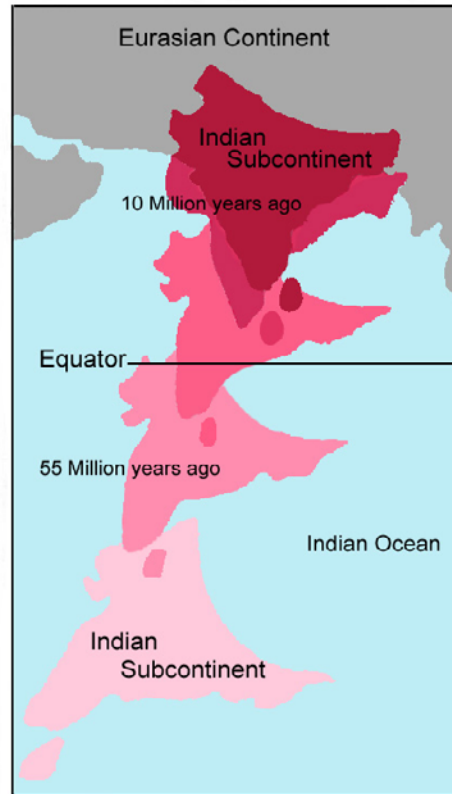 Eurasian Continent
Indian
Subcontinent
10 Million years ago
Equator
55 Million years ago
Indian Ocean
Indian
Subcontinent